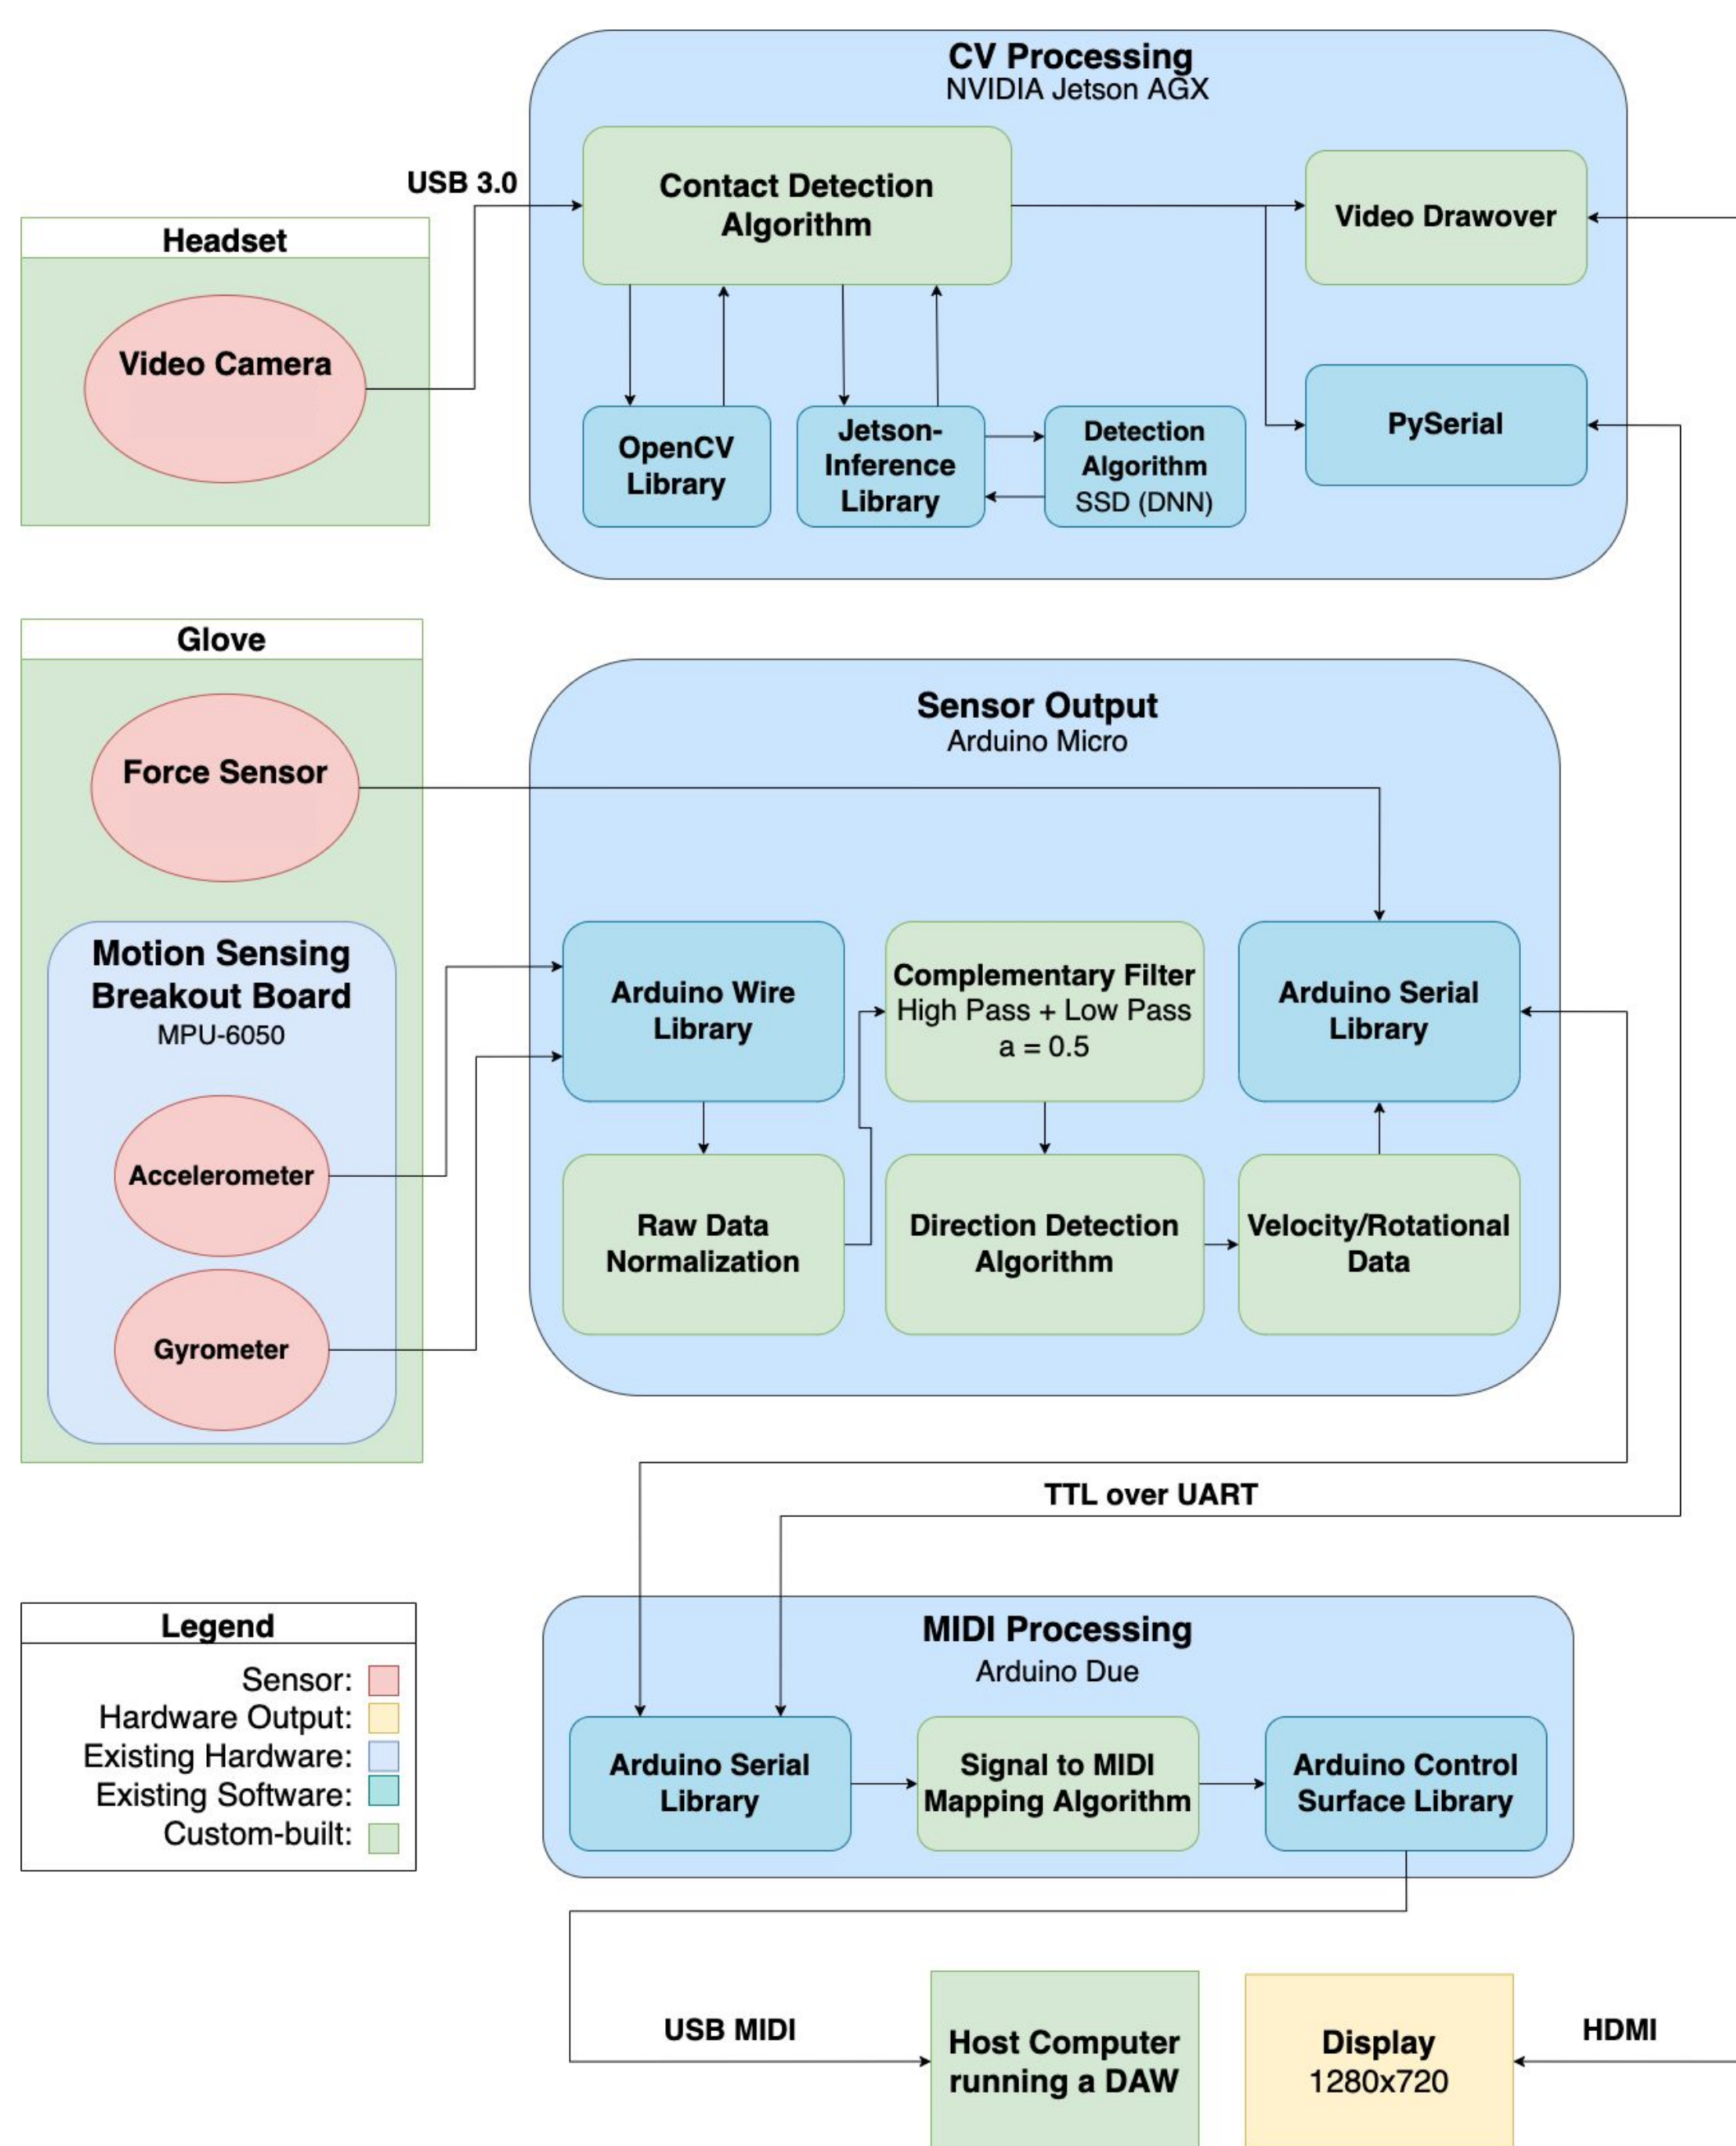 CV Processing
NVIDIA Jetson AGX
USB 3.0
Contact Detection
Algorithm
Video Drawover
Headset
Video Camera
OpenCV
Library
Jetson-
Inference
Library
Detection
Algorithm
SSD (DNN)
PySerial
Glove
Force Sensor
Sensor Output
Arduino Micro
Motion Sensing
Breakout Board
MPU-6050
Accelerometer
Gyrometer
Arduino Wire
Library
Complementary Filter
High Pass + Low Pass
a = 0.5
Arduino Serial
Library
Raw Data
Normalization
Direction Detection
Algorithm
Velocity/Rotational
Data
TTL over UART
Legend
Sensor:
Hardware Output:
Existing Hardware:
Existing Software:
Custom-built:
MIDI Processing
Arduino Due
Arduino Serial
Library
Signal to MIDI
Mapping Algorithm
Arduino Control
Surface Library
USB MIDI
Host Computer
running a DAW
Display
1280x720
HDMI